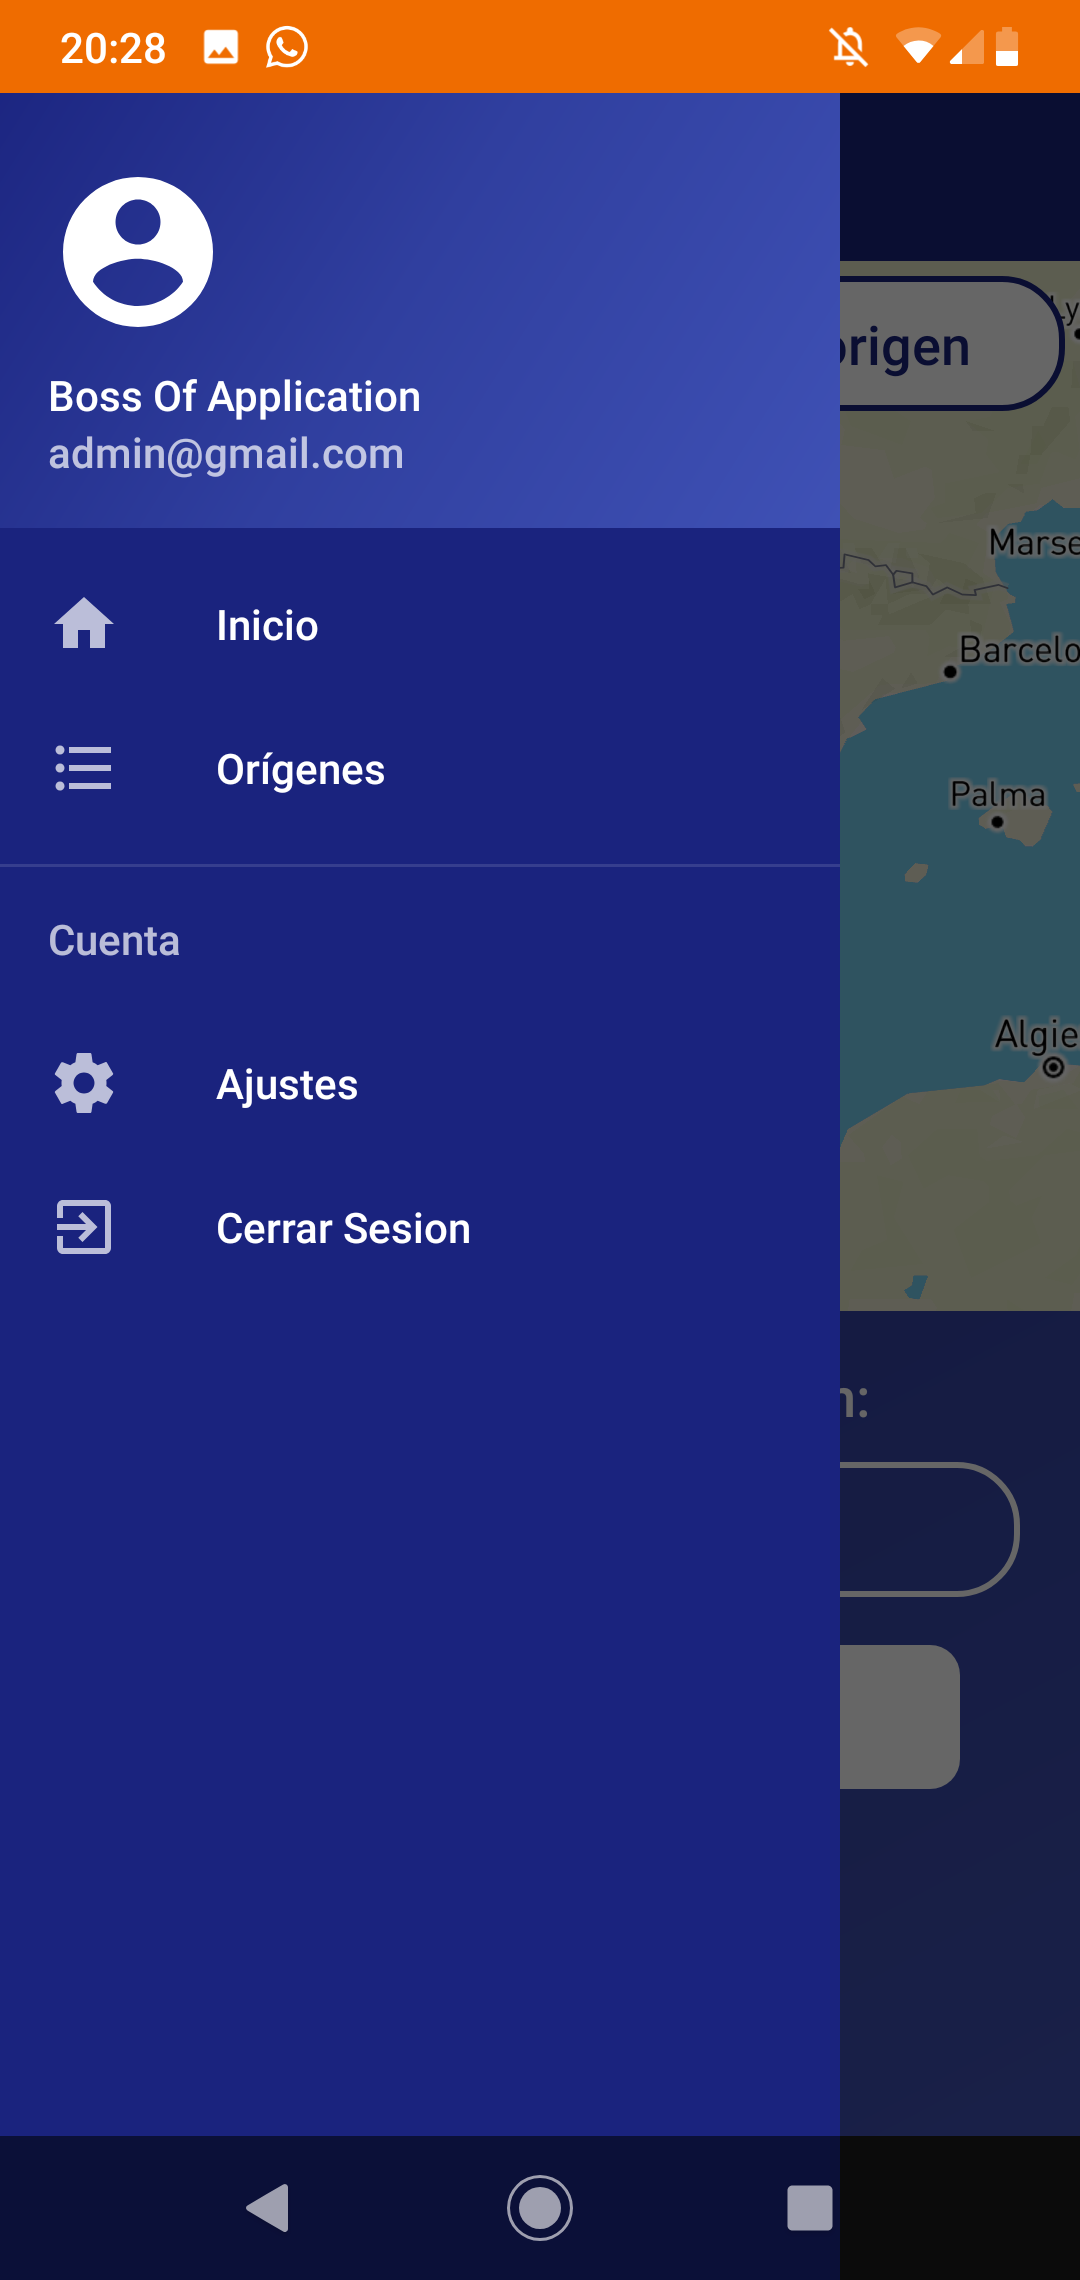 20:28
Boss Of Application
admin@gmail.com
Inicio
Orígenes
Cuenta
Ajustes
Cerrar Sesion
origen
Ly
Marse
Barcelo
Palma
Algie
n: